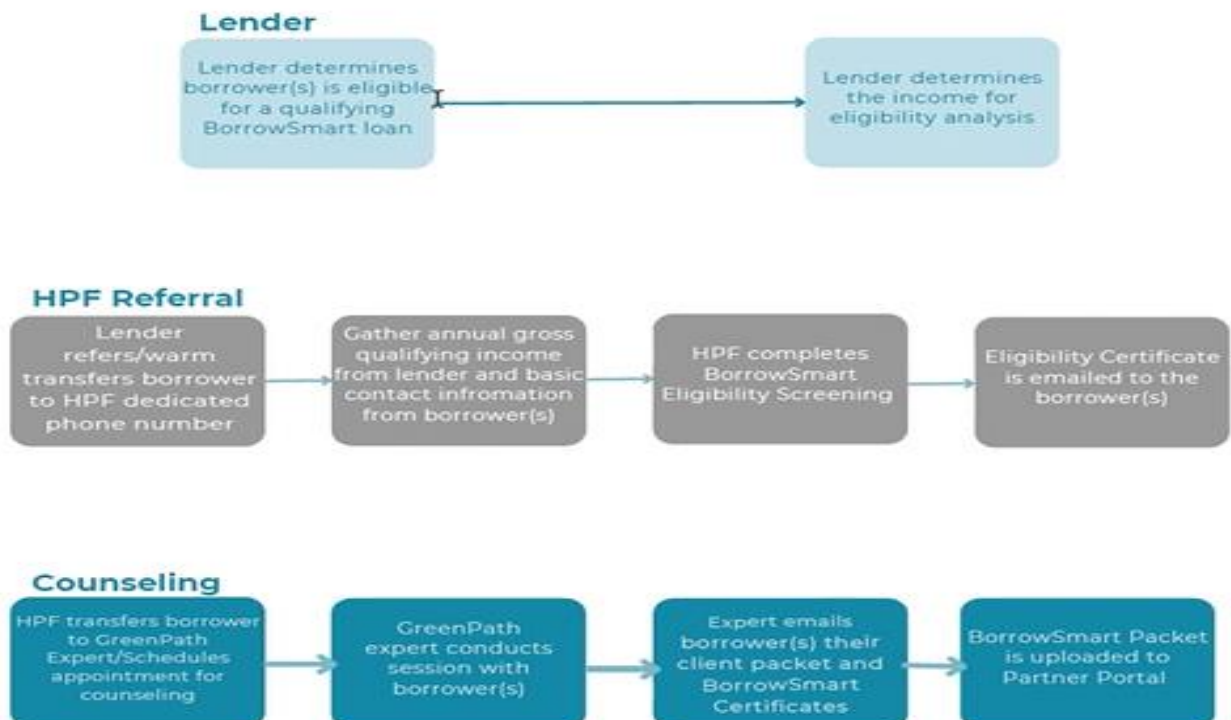 Lender
Lender determines
borrower(s) is eligible
for a qualifying
BorrowSmart loan
Lender determines
the income for
eligibility analysis
HPF Referral
Lender
refers/warm
transfers borrower
to HPF dedicated
phone number
Gather annual gross
qualifying income
from lender and basic
contact infromation
from borrower(s)
HPF completes
BorrowSmart
Eligibility Screening
Eligibility Certificate
is emailed to the
borrower(s)
Counseling
HPF transfers borrower
to GreenPath
Expert/Schedules
appointment for
counseling
GreenPath
expert conducts
session with
borrower(s)
Expert emails
borrower(s) their
client packet and
BorrowSmart
Certificates
BorrowSmart Packet
is uploaded to
Partner Portal